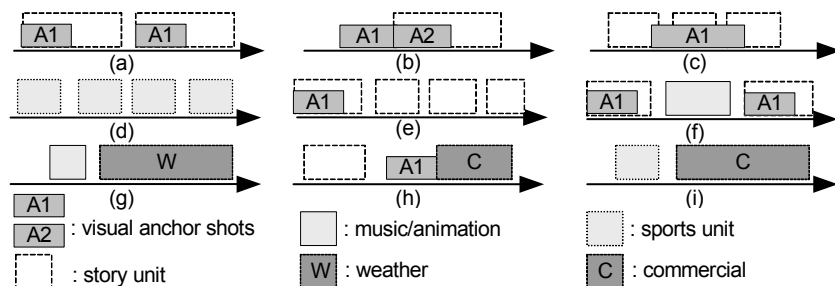 A1 A1 A1 A2 A1
(a) (b) (c)
A1 A1 A1
(d) (e) (f)
W A1 C C
(g) (h) (i)
A1
A2 : visual anchor shots : music/animation : sports unit
: story unit W : weather C : commercial